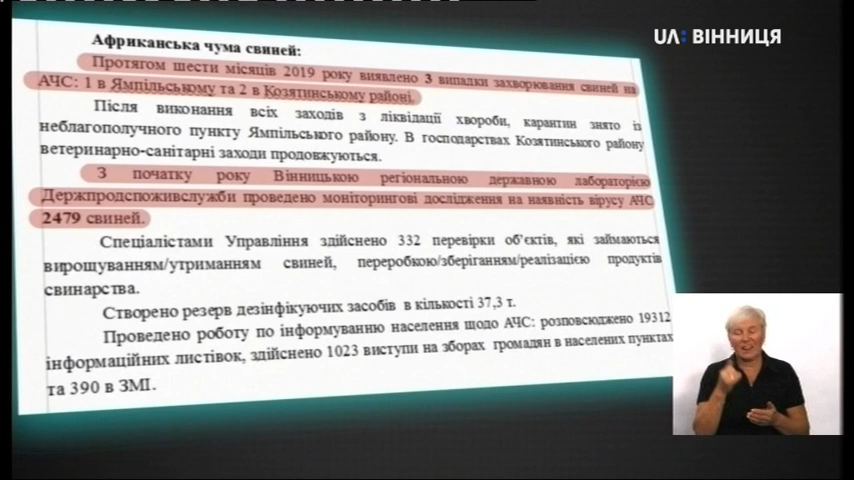 UA: ВІННИЦЯ
Африканська чума свиней:
Протягом шести місяців 2019 року виявлено 3 випадки захворювання свиней на
АЧС: 1 в Ямпільському та 2 в Козятинському районі.
Після виконання всіх заходів з ліквідації хвороби, карантин знято із
неблагополучного пункту Ямпільського району. В господарствах Козятинського району
ветеринарно-санітарні заходи продовжуються.
З початку року Вінницькою регіональною державною лабораторією
Держпродспоживслужби проведено моніторингові дослідження на наявність вірусу АЧС
2479 свиней.
Спеціалістами Управління здійснено 332 перевірки об'єктів, які займаються
вирощуванням/утриманням свиней, переробкою/зберіганням/реалізацією продуктів
свинарства.
Створено резерв дезінфікуючих засобів в кількості 37,3 т.
Проведено роботу по інформуванню населення щодо АЧС: розповсюджено 19312
інформаційних листівок, здійснено 1023 виступи на зборах громадян в населених пунктах
та 390 в ЗМІ.